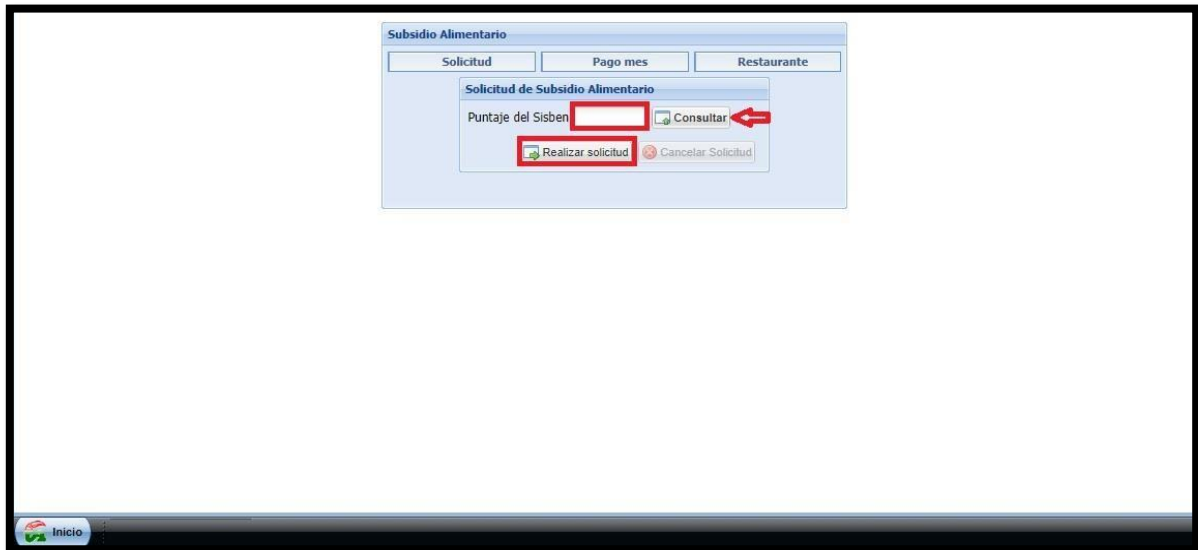 Subsidio Alimentario
Solicitud Pago mes Restaurante
Solicitud de Subsidio Alimentario
Puntaje del Sisben Consultar
Realizar solicitud Cancelar Solicitud
Inicio